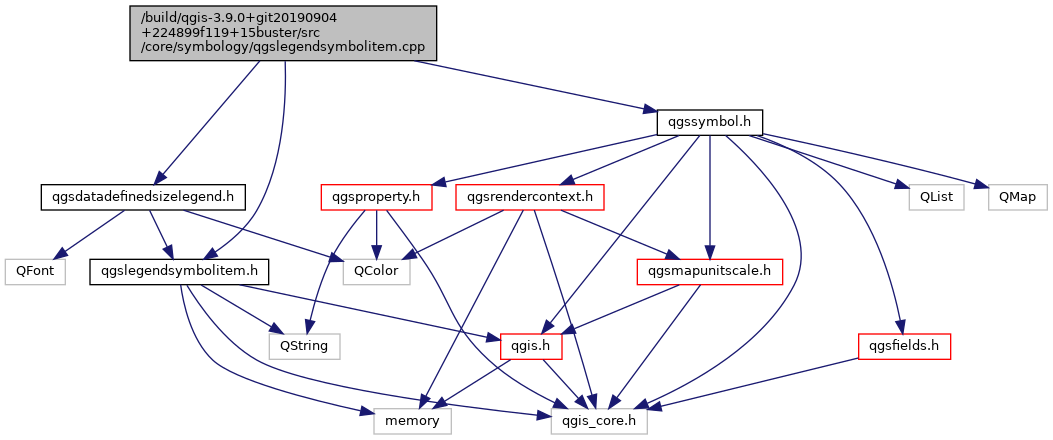 /build/qgis-3.9.0+git20190904
+224899f119+15buster/src
/core/symbology/qgslegendsymbolitem.cpp
qgssymbol.h
qgsdatadefinedsizelegend.h
qgsproperty.h
qgsrendercontext.h
QList
QMap
QFont
qgslegendsymbolitem.h
QColor
qgsmapunitscale.h
QString
qgis.h
qgsfields.h
memory
qgis_core.h